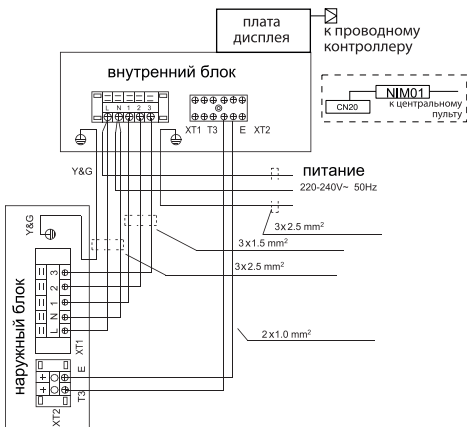 плата
дисплея
к проводному
контроллеру
внутренний блок
NIM01
CN20
к центральному
пульту
L N 1 2 3
XT1 T3 E XT2
Y&G
питание
220-240V~ 50Hz
3x2.5 mm²
3x1.5 mm²
3x2.5 mm²
2x1.0 mm²
наружный блок
Y&G
L N 1 2 3
XT1
T3 E
XT2